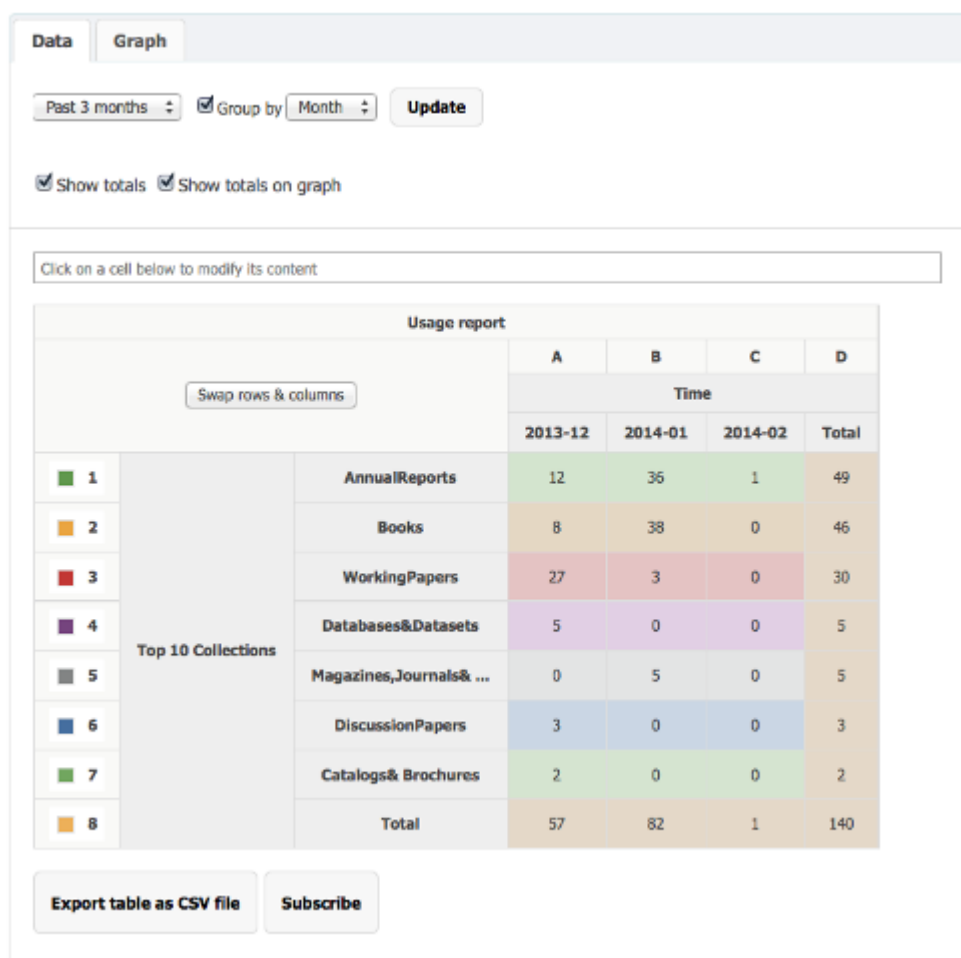 Data Graph
Past 3 months Group by Month Update
Show totals Show totals on graph
Click on a cell below to modify its content
Usage report
A B C D
Swap rows & columns Time
2013-12 2014-01 2014-02 Total
1 AnnualReports 12 36 1 49
2 Books 8 38 0 46
3 WorkingPapers 27 3 0 30
4 Databases&Datasets 5 0 0 5
Top 10 Collections
5 Magazines,Journals& ... 0 5 0 5
6 DiscussionPapers 3 0 0 3
7 Catalogs& Brochures 2 0 0 2
8 Total 57 82 1 140
Export table as CSV file Subscribe